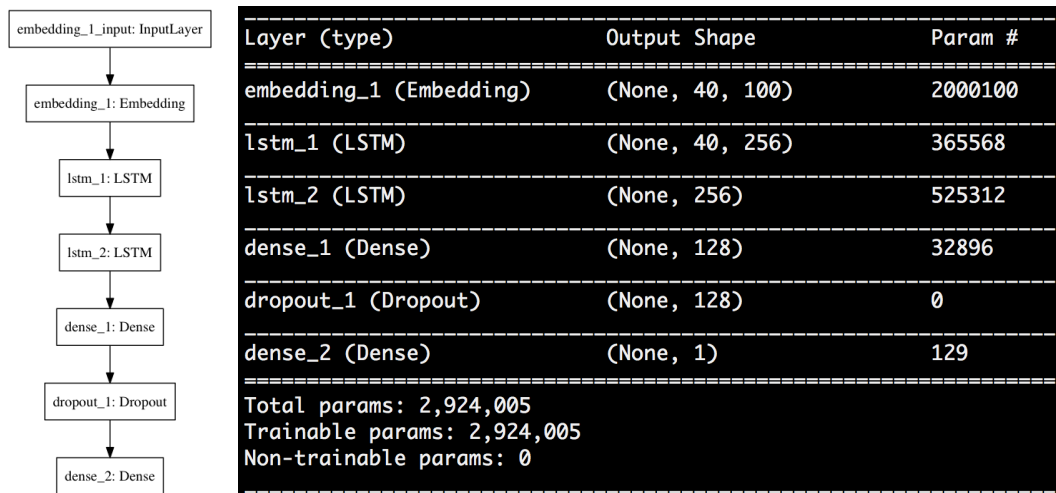 embedding_1_input: InputLayer
embedding_1: Embedding
lstm_1: LSTM
lstm_2: LSTM
dense_1: Dense
dropout_1: Dropout
dense_2: Dense
Layer (type) Output Shape Param #
embedding_1 (Embedding) (None, 40, 100) 2000100
lstm_1 (LSTM) (None, 40, 256) 365568
lstm_2 (LSTM) (None, 256) 525312
dense_1 (Dense) (None, 128) 32896
dropout_1 (Dropout) (None, 128) 0
dense_2 (Dense) (None, 1) 129
Total params: 2,924,005
Trainable params: 2,924,005
Non-trainable params: 0